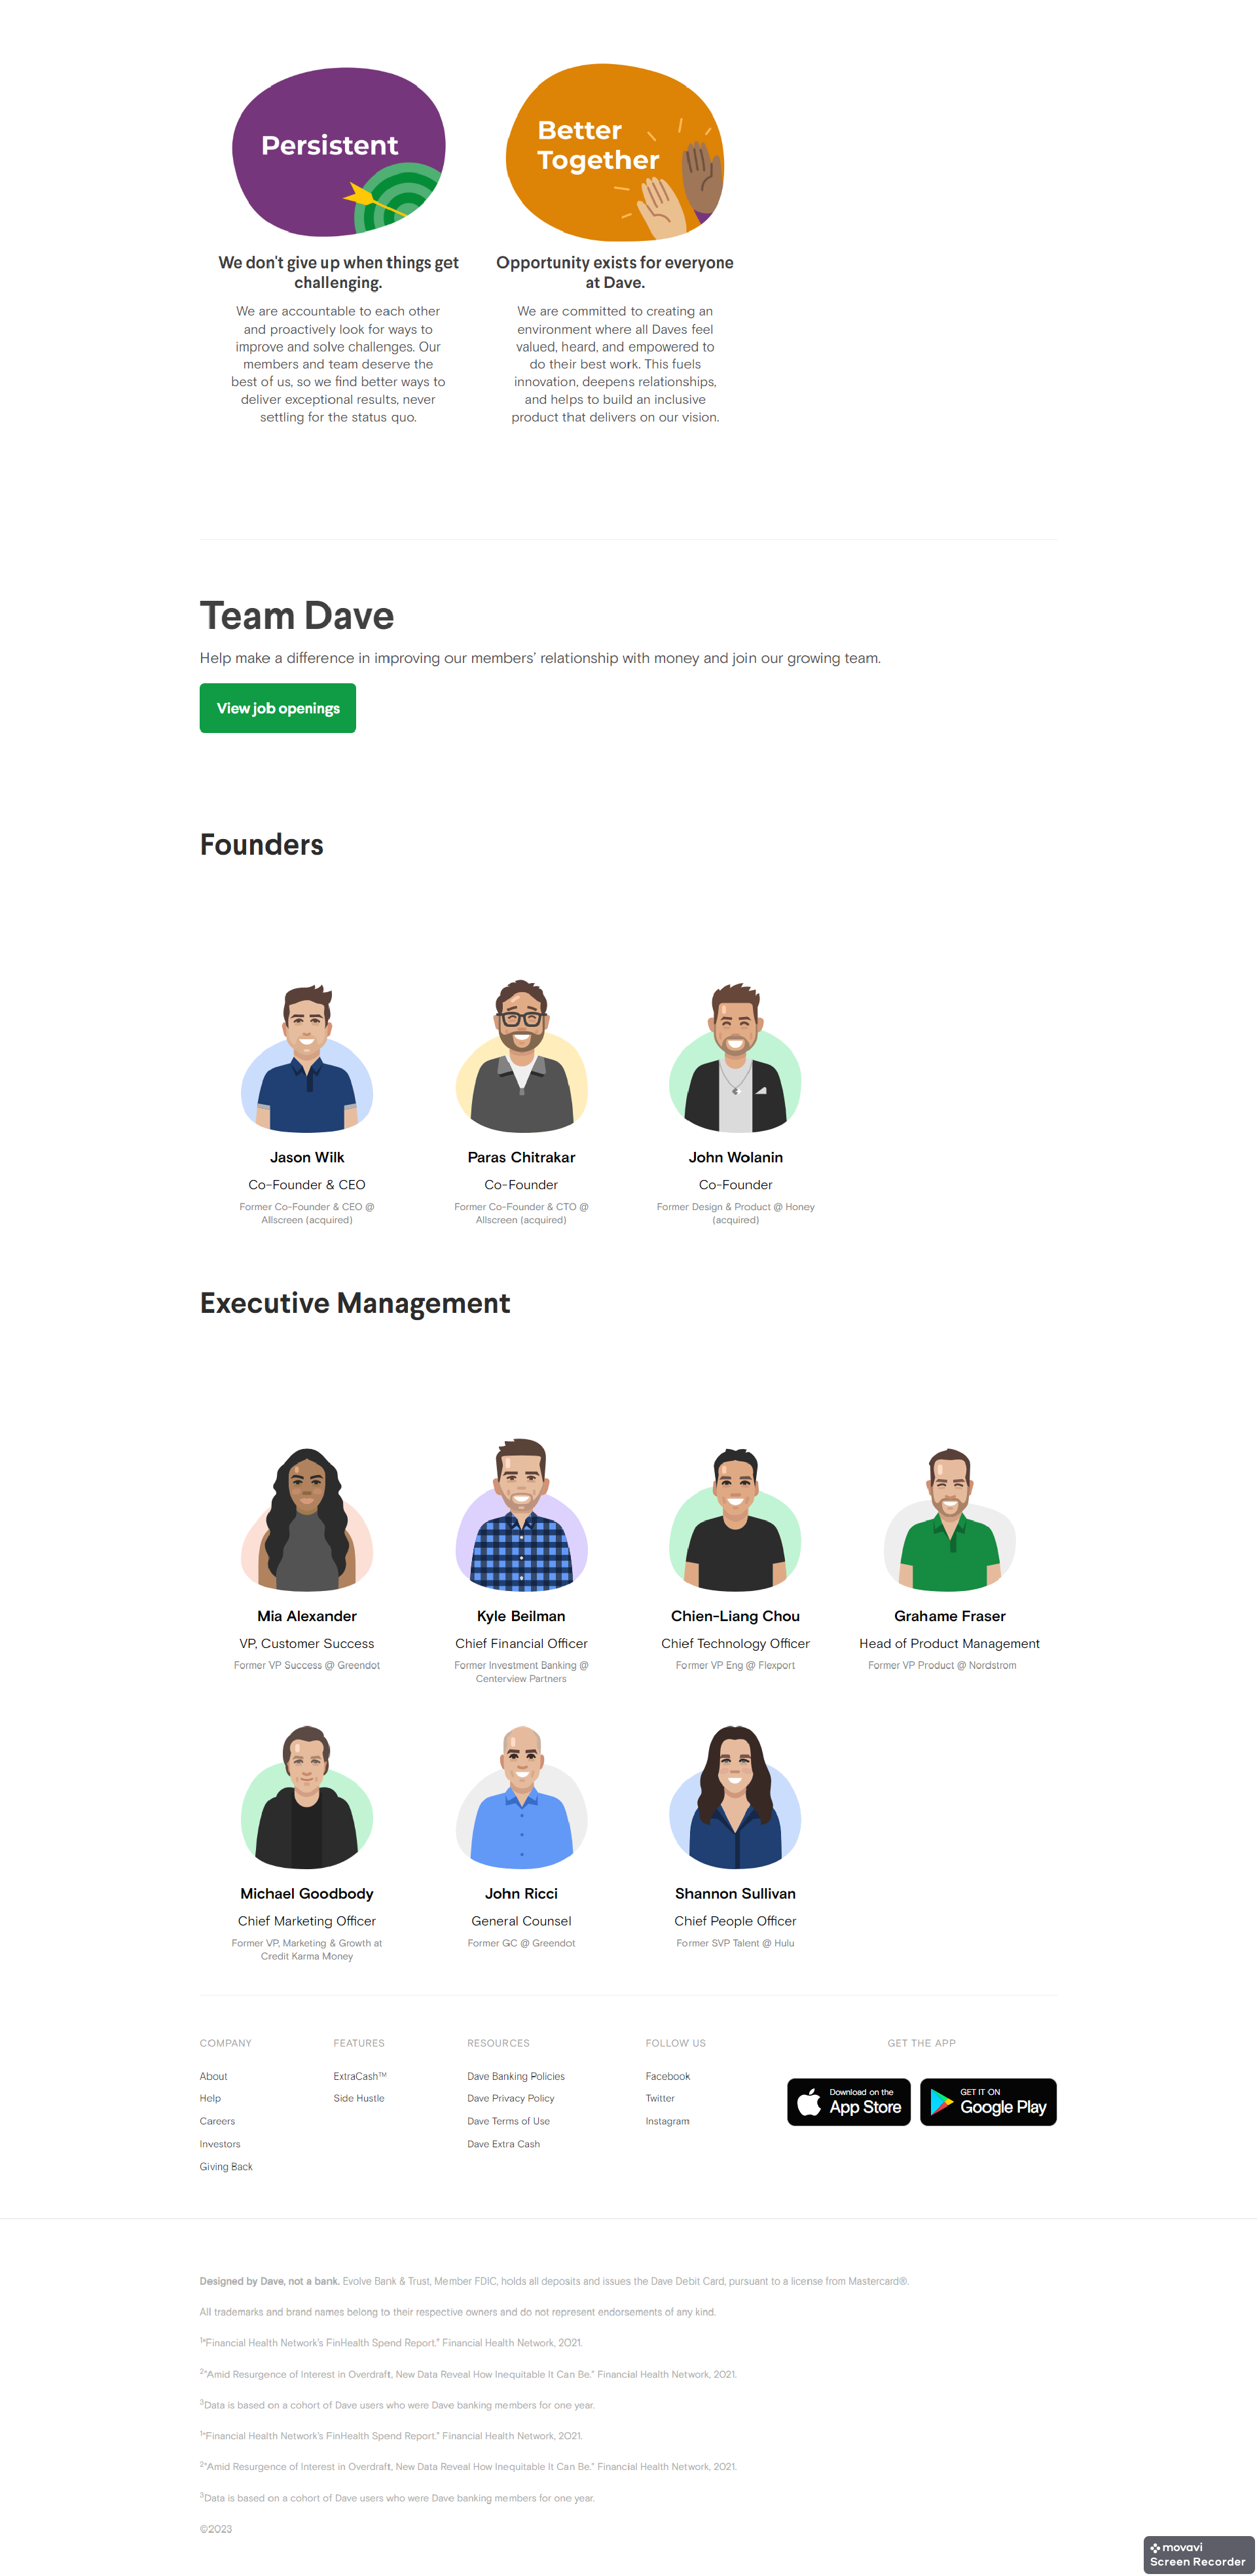 Persistent
Better
Together
We don't give up when things get
challenging.
We are accountable to each other
and proactively look for ways to
improve and solve challenges. Our
members and team deserve the
best of us, so we find better ways to
deliver exceptional results, never
settling for the status quo.
Opportunity exists for everyone
at Dave.
We are committed to creating an
environment where all Daves feel
valued, heard, and empowered to
do their best work. This fuels
innovation, deepens relationships,
and helps to build an inclusive
product that delivers on our vision.
Team Dave
Help make a difference in improving our members' relationship with money and join our growing team.
View job openings
Founders
Jason Wilk
Co-Founder & CEO
Former Co-Founder & CEO @
Allscreen (acquired)
Paras Chitrakar
Co-Founder
Former Co-Founder & CTO @
Allscreen (acquired)
John Wolanin
Co-Founder
Former Design & Product @ Honey
(acquired)
Executive Management
Mia Alexander
VP, Customer Success
Former VP Success @ Greendot
Kyle Beilman
Chief Financial Officer
Former Investment Banking @
Centerview Partners
Chien-Liang Chou
Chief Technology Officer
Former VP Eng @ Flexport
Grahame Fraser
Head of Product Management
Former VP Product @ Nordstrom
Michael Goodbody
Chief Marketing Officer
Former VP, Marketing & Growth at
Credit Karma Money
John Ricci
General Counsel
Former GC @ Greendot
Shannon Sullivan
Chief People Officer
Former SVP Talent @ Hulu
COMPANY
About
Help
Careers
Investors
Giving Back
FEATURES
ExtraCash™
Side Hustle
RESOURCES
Dave Banking Policies
Dave Privacy Policy
Dave Terms of Use
Dave Extra Cash
FOLLOW US
Facebook
Twitter
Instagram
GET THE APP
Download on the
App Store
GET IT ON
Google Play
Designed by Dave, not a bank. Evolve Bank & Trust, Member FDIC, holds all deposits and issues the Dave Debit Card, pursuant to a license from Mastercard®.
All trademarks and brand names belong to their respective owners and do not represent endorsements of any kind.
¹"Financial Health Network's FinHealth Spend Report." Financial Health Network, 2021.
²"Amid Resurgence of Interest in Overdraft, New Data Reveal How Inequitable It Can Be." Financial Health Network, 2021.
³Data is based on a cohort of Dave users who were Dave banking members for one year.
¹"Financial Health Network's FinHealth Spend Report." Financial Health Network, 2021.
²"Amid Resurgence of Interest in Overdraft, New Data Reveal How Inequitable It Can Be." Financial Health Network, 2021.
³Data is based on a cohort of Dave users who were Dave banking members for one year.
©2023
movavi
Screen Recorder